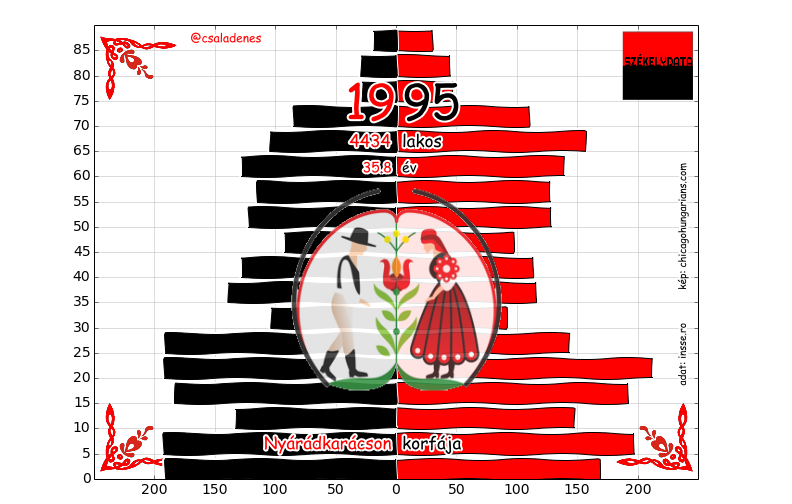 @csaladenes
SZÉKELYDATA
1995
4434 lakos
35.8 év
Nyárádkarácson korfája
kép: chicagohungarians.com
adat: insse.ro
85
80
75
70
65
60
55
50
45
40
35
30
25
20
15
10
5
0
200 150 100 50 0 50 100 150 200